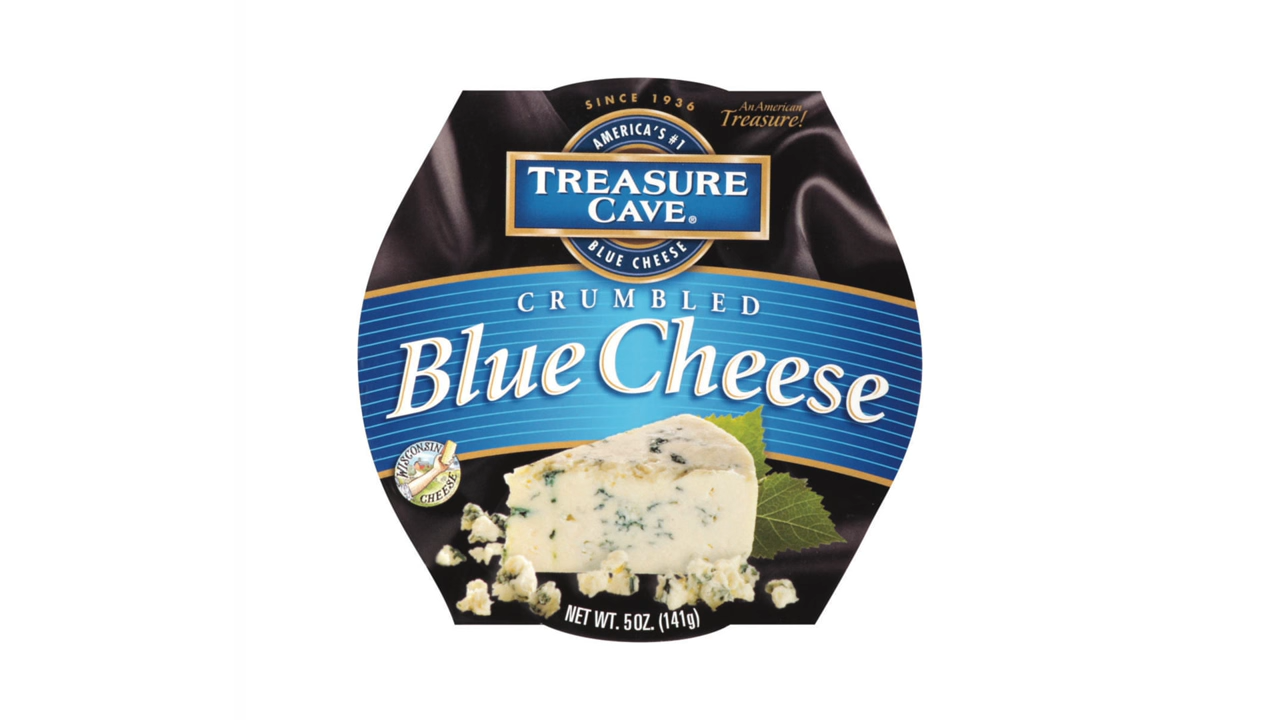 SINCE 1936
An American
Treasure!
AMERICA'S #1
TREASURE
CAVE®
BLUE CHEESE
CRUMBLED
Blue Cheese
WISCONSIN
CHEESE
NET WT. 5 OZ. (141g)